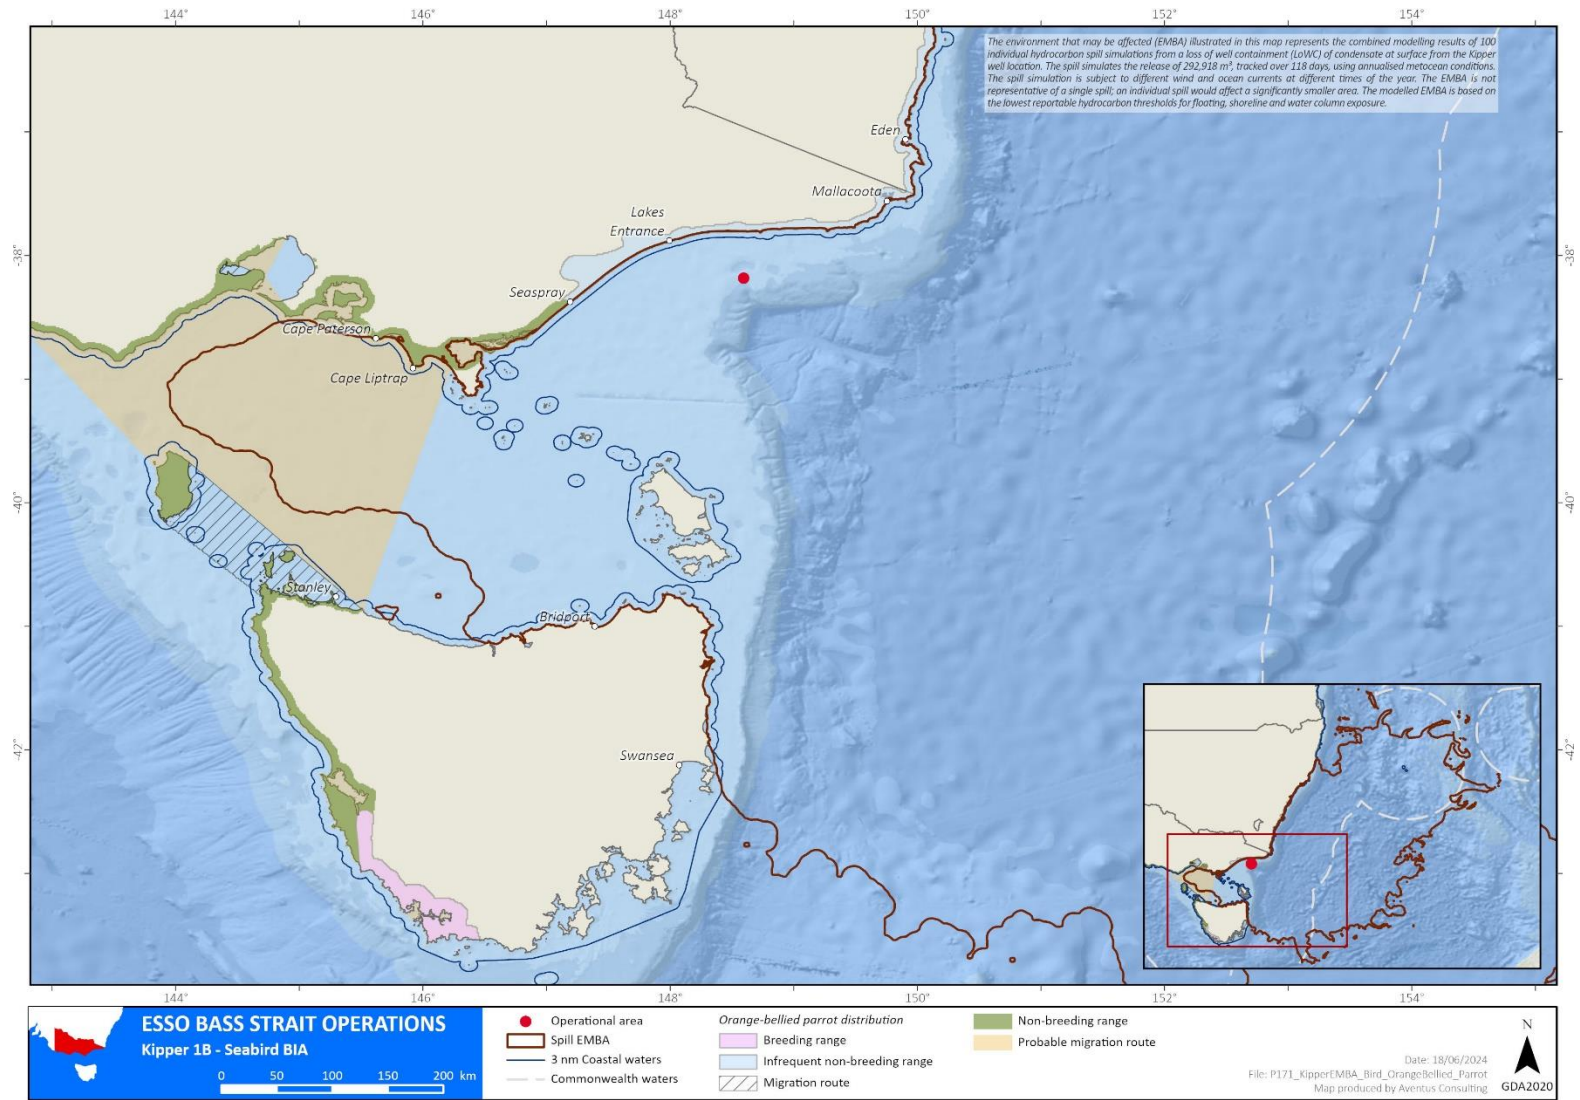 144°
146°
148°
150°
152°
154°
The environment that may be affected (EMBA) illustrated in this map represents the combined modelling results of 100
individual hydrocarbon spill simulations from a loss of well containment (LoWC) of condensate at surface from the Kipper
well location. The spill simulates the release of 292,918 m³, tracked over 118 days, using annualised metocean conditions.
The spill simulation is subject to different wind and ocean currents at different times of the year. The EMBA is not
representative of a single spill; an individual spill would affect a significantly smaller area. The modelled EMBA is based on
the lowest reportable hydrocarbon thresholds for floating, shoreline and water column exposure.
Eden
Mallacoota
Lakes
Entrance
-38°
-38°
Seaspray
Cape Paterson
Cape Liptrap
-40°
-40°
Stanley
Bridport
Swansea
-42°
-42°
144°
146°
148°
150°
152°
154°
ESSO BASS STRAIT OPERATIONS
Kipper 1B - Seabird BIA
0 50 100 150 200 km
Operational area
Spill EMBA
3 nm Coastal waters
Commonwealth waters
Orange-bellied parrot distribution
Breeding range
Infrequent non-breeding range
Migration route
Non-breeding range
Probable migration route
Date: 18/06/2024
File: P171_KipperEMBA_Bird_OrangeBellied_Parrot
Map produced by Aventus Consulting
N
GDA2020